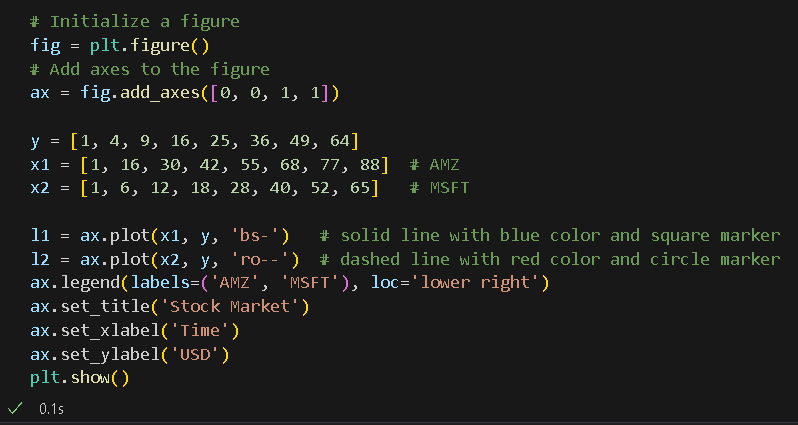 # Initialize a figure
fig = plt.figure()
# Add axes to the figure
ax = fig.add_axes([0, 0, 1, 1])
y = [1, 4, 9, 16, 25, 36, 49, 64]
x1 = [1, 16, 30, 42, 55, 68, 77, 88]  # AMZ
x2 = [1, 6, 12, 18, 28, 40, 52, 65]   # MSFT
l1 = ax.plot(x1, y, 'bs-')   # solid line with blue color and square marker
l2 = ax.plot(x2, y, 'ro--')  # dashed line with red color and circle marker
ax.legend(labels=('AMZ', 'MSFT'), loc='lower right')
ax.set_title('Stock Market')
ax.set_xlabel('Time')
ax.set_ylabel('USD')
plt.show()
0.1s